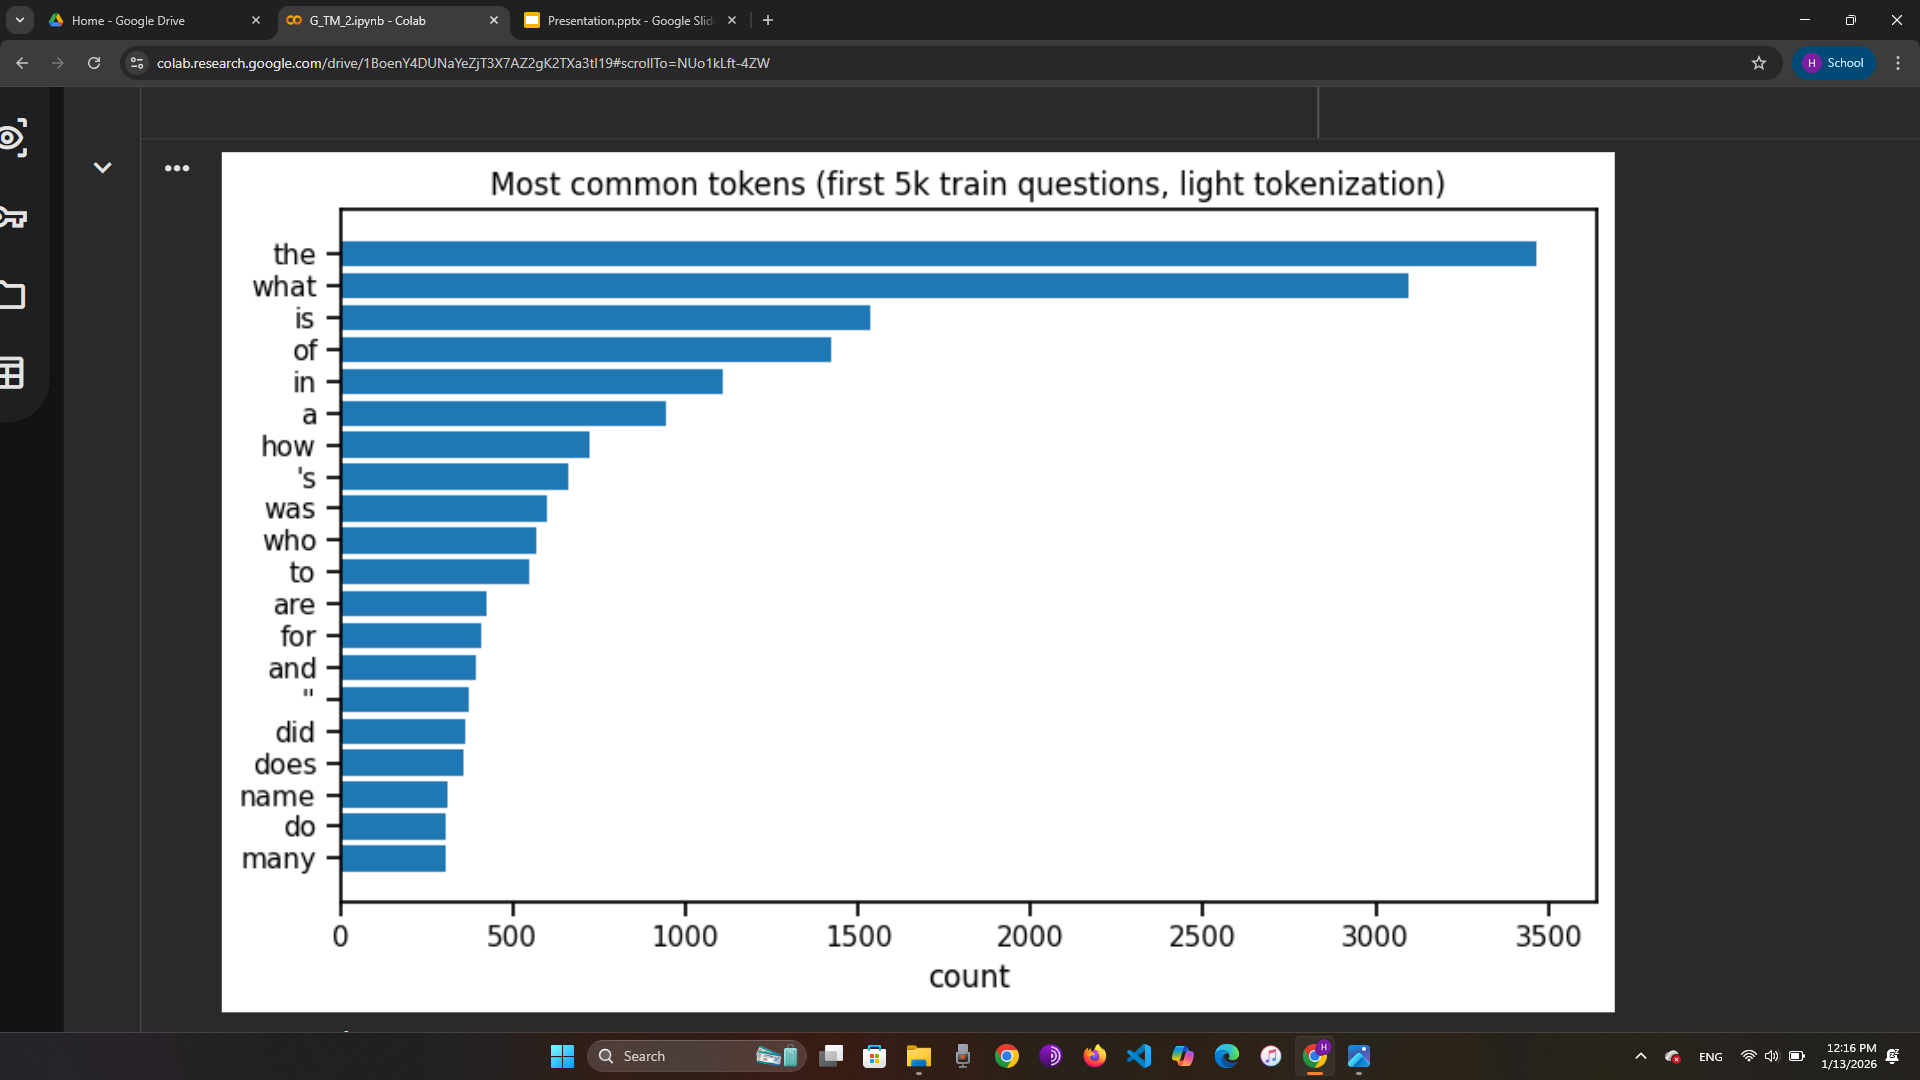 Home - Google Drive
G_TM_2.ipynb - Colab
Presentation.pptx - Google Slid
colab.research.google.com/drive/1BoenY4DUNaYeZjT3X7AZ2gK2TXa3tl19#scrollTo=NUo1kLft-4ZW
H School
Most common tokens (first 5k train questions, light tokenization)
the
what
is
of
in
a
how
's
was
who
to
are
for
and
"
did
does
name
do
many
0 500 1000 1500 2000 2500 3000 3500
count
Search
H
ENG
12:16 PM
1/13/2026